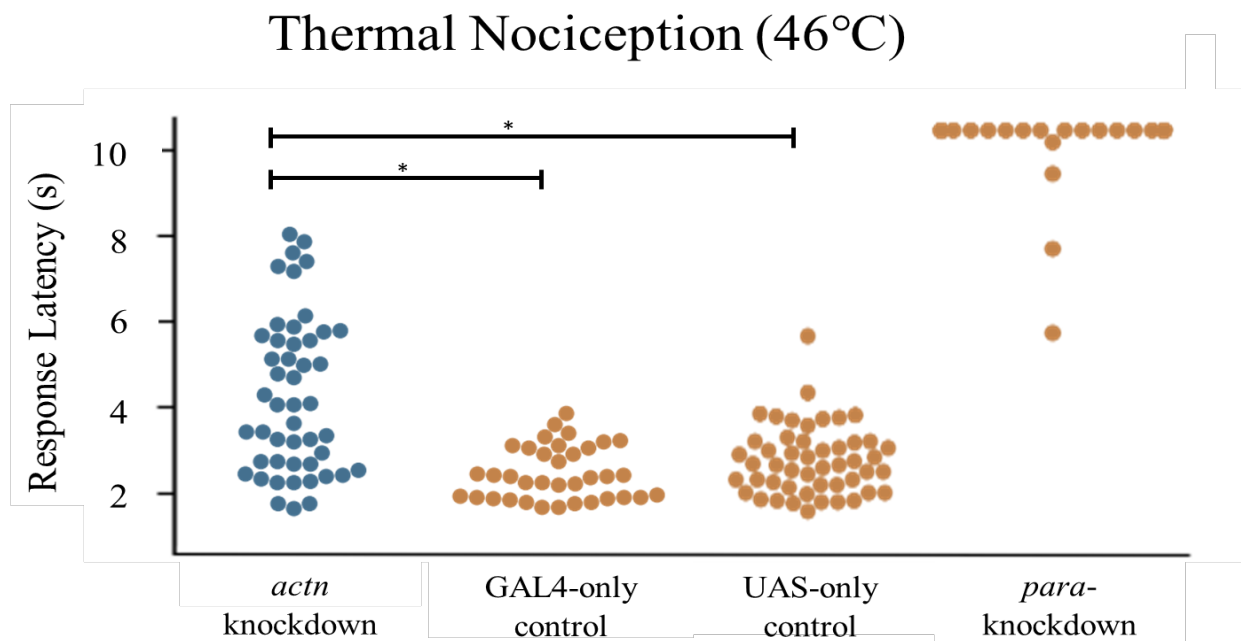 Thermal Nociception (46°C)
Response Latency (s)
10
8
6
4
2
*
*
actn
knockdown
GAL4-only
control
UAS-only
control
para-
knockdown